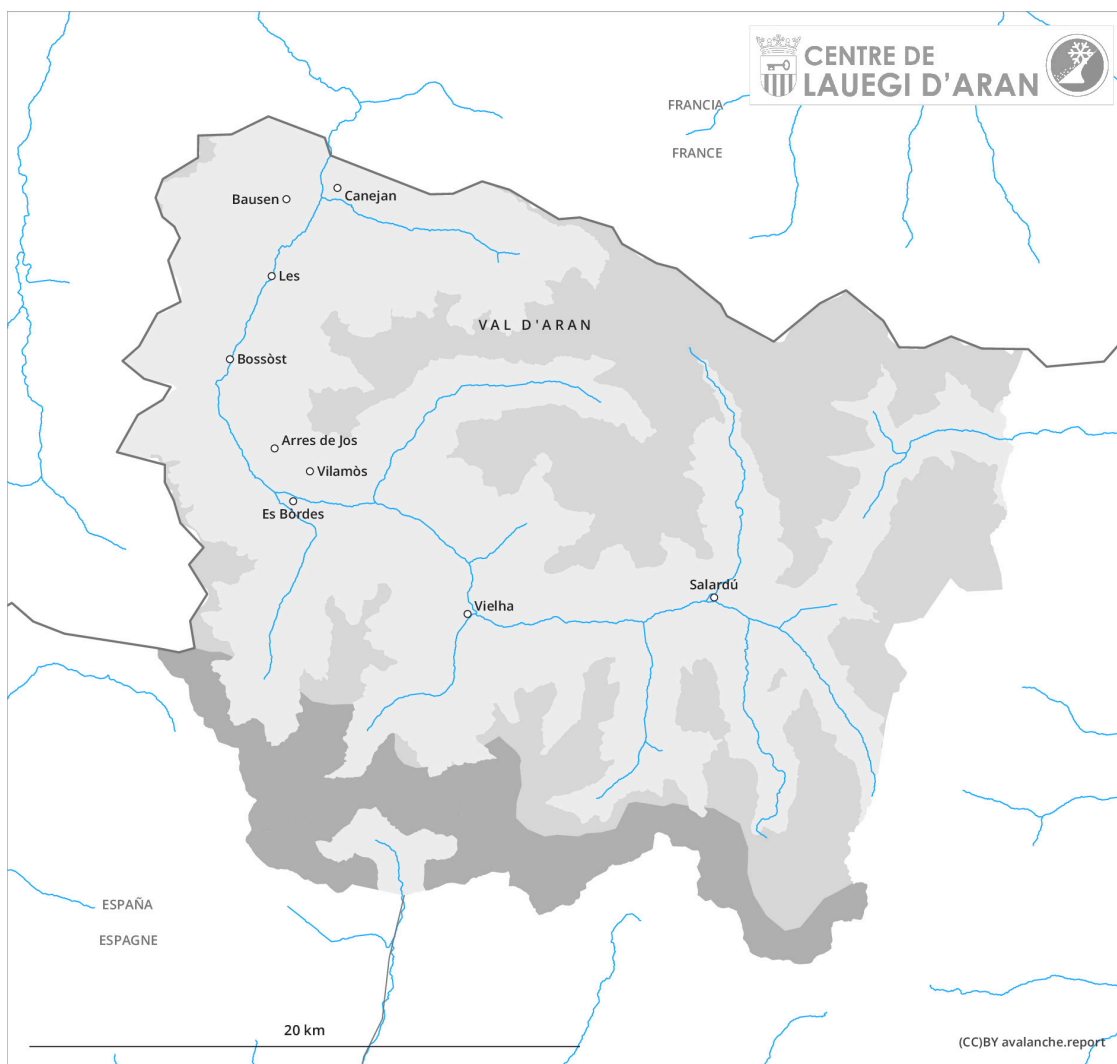 CENTRE DE
LAUEGI D'ARAN
FRANCIA
FRANCE
Canejan
Bausen
Les
VAL D'ARAN
Bossòst
Arres de Jos
Vilamòs
Es Bòrdes
Salardú
Vielha
ESPAÑA
ESPAGNE
20 km
(CC)BY avalanche.report